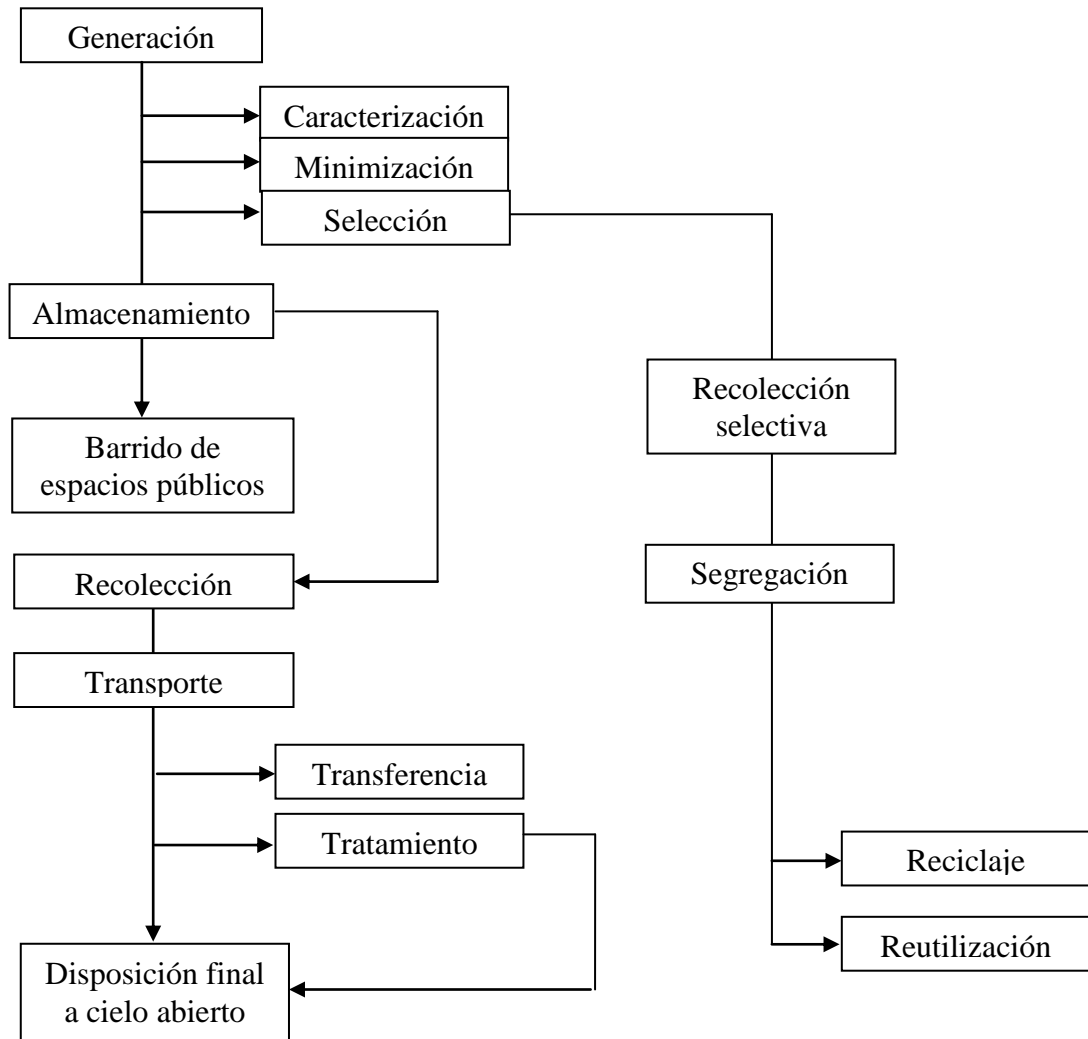 Generación
Caracterización
Minimización
Selección
Almacenamiento
Recolección
selectiva
Barrido de
espacios públicos
Recolección
Segregación
Transporte
Transferencia
Tratamiento
Reciclaje
Reutilización
Disposición final
a cielo abierto